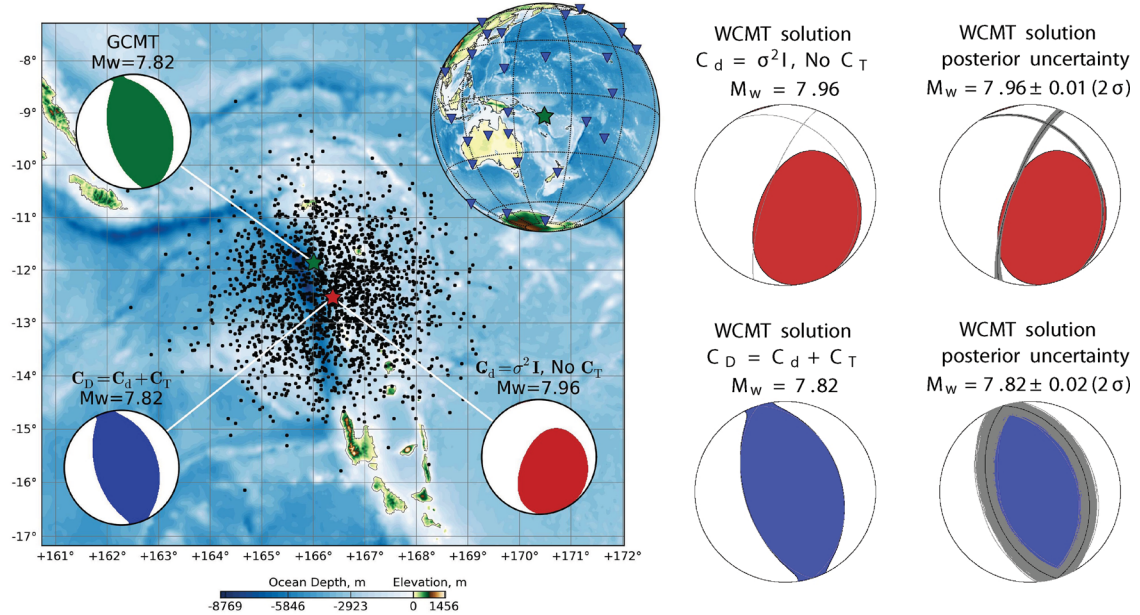 GCMT
Mw=7.82
-8°
-9°
-10°
-11°
-12°
-13°
-14°
-15°
-16°
-17°
C_D=C_d+C_T
Mw=7.82
C_d=σ²I, No C_T
Mw=7.96
+161° +162° +163° +164° +165° +166° +167° +168° +169° +170° +171° +172°
Ocean Depth, m Elevation, m
-8769 -5846 -2923 0 1456
WCMT solution
C_d = σ²I, No C_T
M_w = 7.96
WCMT solution
posterior uncertainty
M_w = 7.96 ± 0.01 (2 σ)
WCMT solution
C_D = C_d + C_T
M_w = 7.82
WCMT solution
posterior uncertainty
M_w = 7.82 ± 0.02 (2 σ)